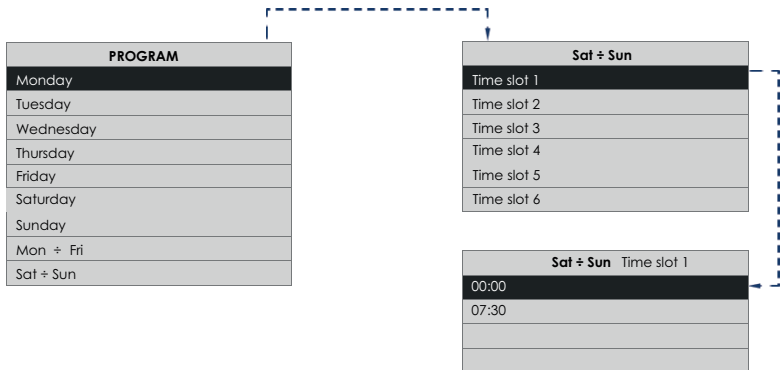 PROGRAM
Monday
Tuesday
Wednesday
Thursday
Friday
Saturday
Sunday
Mon ÷ Fri
Sat ÷ Sun
Sat ÷ Sun
Time slot 1
Time slot 2
Time slot 3
Time slot 4
Time slot 5
Time slot 6
Sat ÷ Sun Time slot 1
00:00
07:30